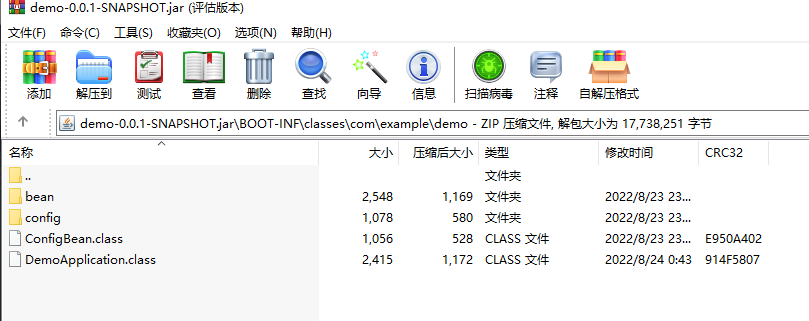 demo-0.0.1-SNAPSHOT.jar (评估版本)
文件(F) 命令(C) 工具(S) 收藏夹(O) 选项(N) 帮助(H)
添加 解压到 测试 查看 删除 查找 向导 信息 扫描病毒 注释 自解压格式
demo-0.0.1-SNAPSHOT.jar\BOOT-INF\classes\com\example\demo - ZIP 压缩文件, 解包大小为 17,738,251 字节
名称 大小 压缩后大小 类型 修改时间 CRC32
.. 文件夹
bean 2,548 1,169 文件夹 2022/8/23 23...
config 1,078 580 文件夹 2022/8/23 23...
ConfigBean.class 1,056 528 CLASS 文件 2022/8/23 23... E950A402
DemoApplication.class 2,415 1,172 CLASS 文件 2022/8/24 0:43 914F5807